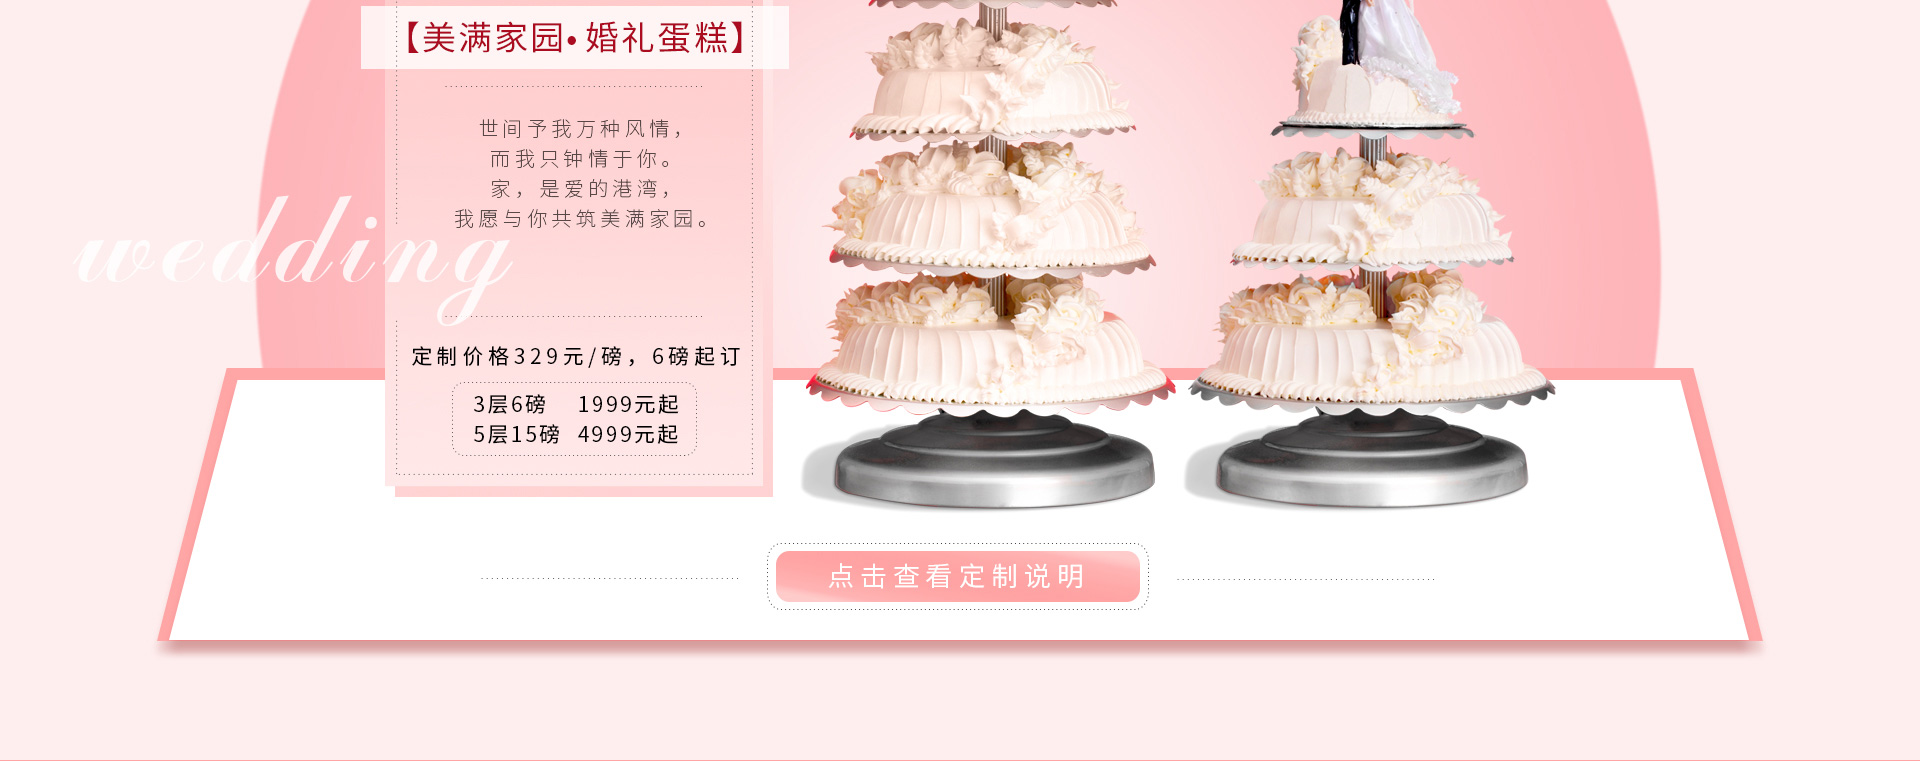 【美满家园•婚礼蛋糕】
世间予我万种风情，
而我只钟情于你。
家，是爱的港湾，
我愿与你共筑美满家园。
wedding
定制价格329元/磅，6磅起订
3层6磅 1999元起
5层15磅 4999元起
点击查看定制说明